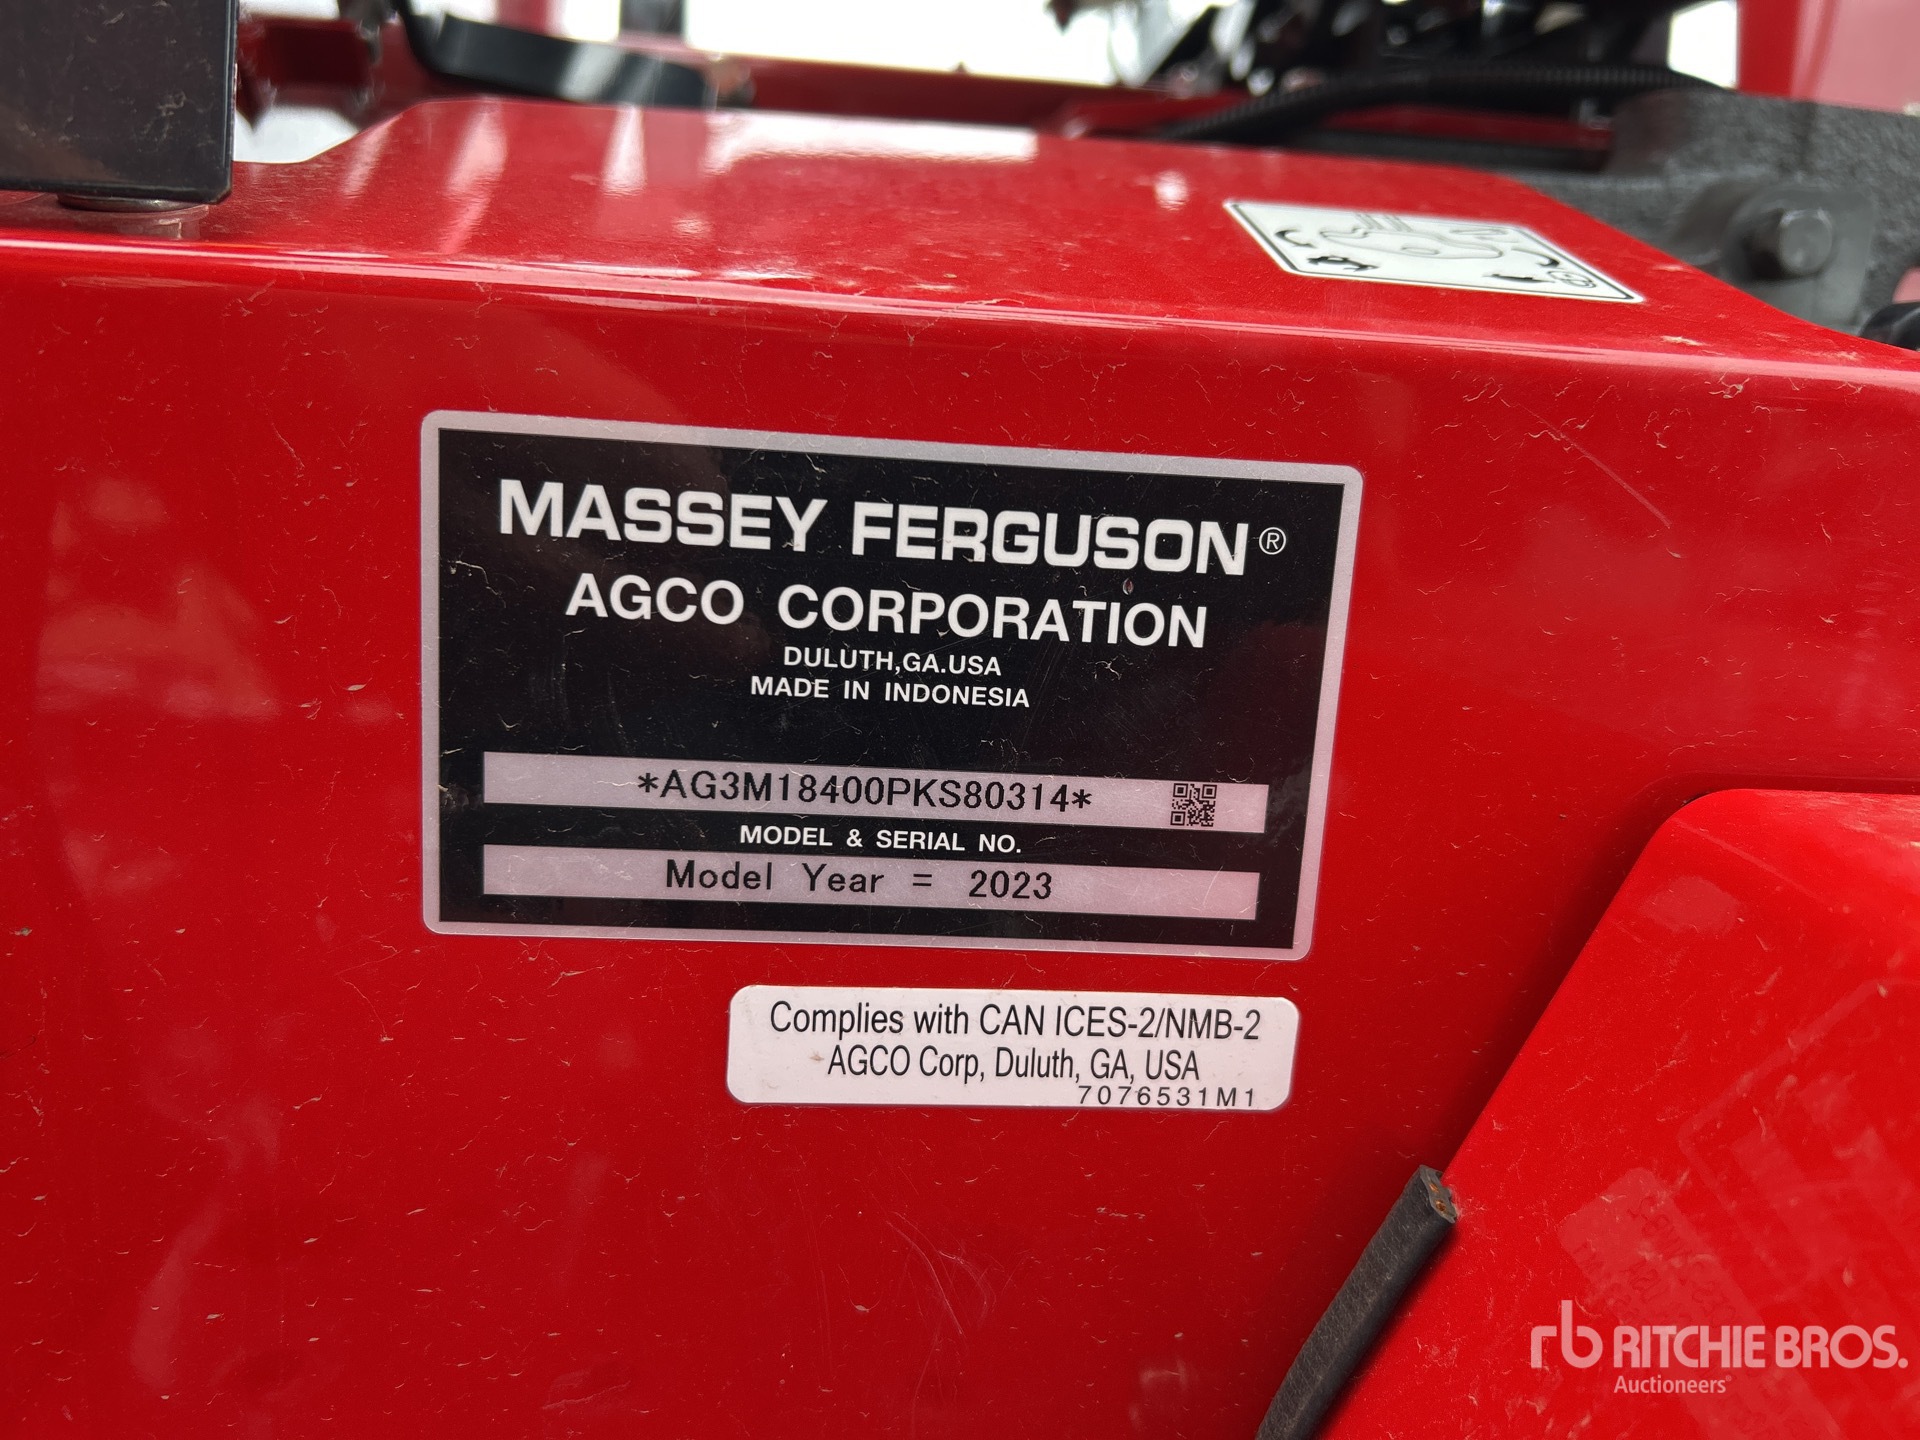 MASSEY FERGUSON®
AGCO CORPORATION
DULUTH,GA.USA
MADE IN INDONESIA
*AG3M18400PKS80314*
MODEL & SERIAL NO.
Model Year = 2023
Complies with CAN ICES-2/NMB-2
AGCO Corp, Duluth, GA, USA
7076531M1
rb RITCHIE BROS.
Auctioneers